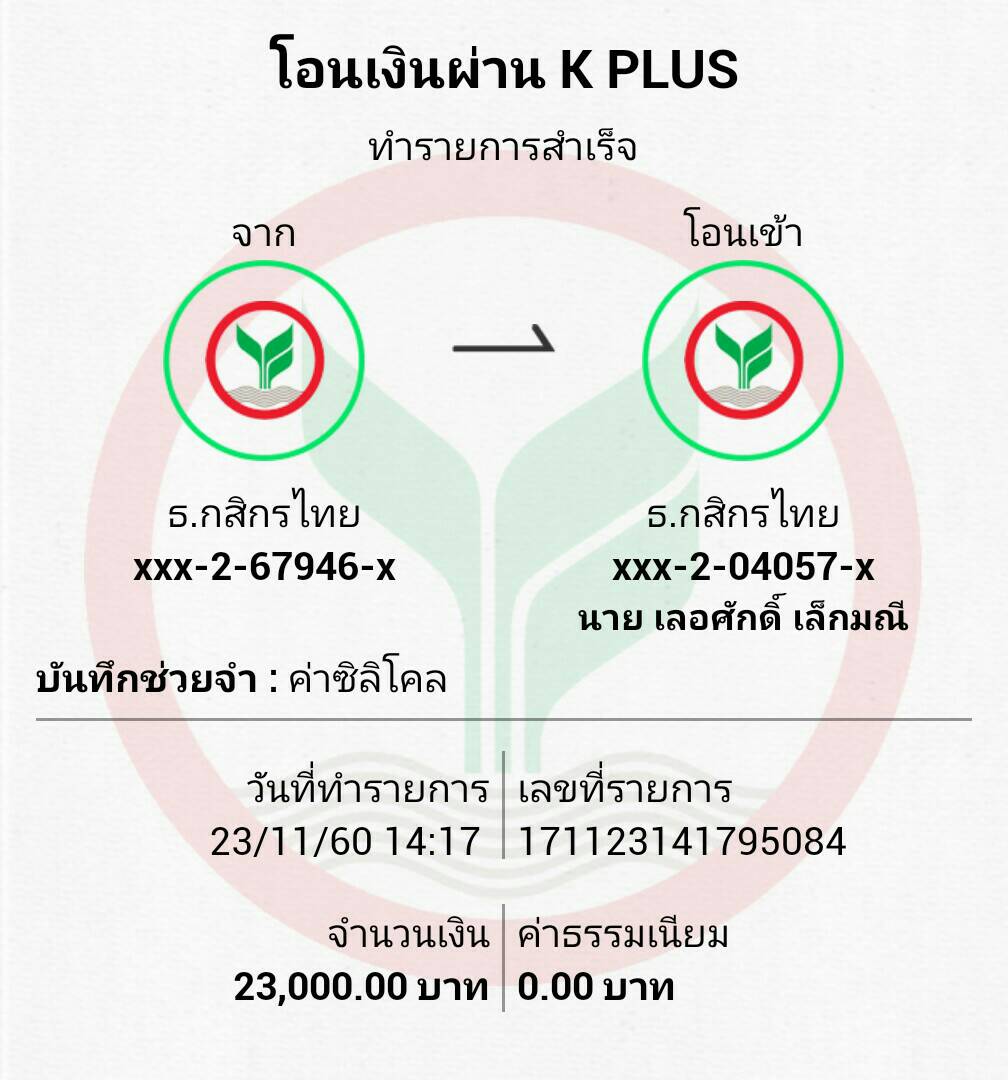 โอนเงินผ่าน K PLUS
ทำรายการสำเร็จ
จาก
โอนเข้า
ธ.กสิกรไทย
xxx-2-67946-x
ธ.กสิกรไทย
xxx-2-04057-x
นาย เลอศักดิ์ เล็กมณี
บันทึกช่วยจำ : ค่าซิลิโคล
วันที่ทำรายการ
23/11/60 14:17
เลขที่รายการ
171123141795084
จำนวนเงิน
23,000.00 บาท
ค่าธรรมเนียม
0.00 บาท